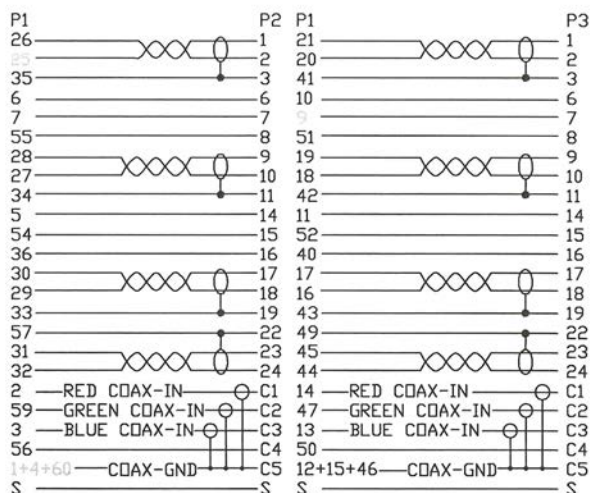 P1 P2
26 1
25 2
35 3
6 6
7 7
55 8
28 9
27 10
34 11
5 14
54 15
36 16
30 17
29 18
33 19
57 22
31 23
32 24
2 RED COAX-IN C1
59 GREEN COAX-IN C2
3 BLUE COAX-IN C3
56 C4
1+4+60 COAX-GND C5
S S
P1 P3
21 1
20 2
41 3
10 6
9 7
51 8
19 9
18 10
42 11
11 14
52 15
40 16
17 17
16 18
43 19
49 22
45 23
44 24
14 RED COAX-IN C1
47 GREEN COAX-IN C2
13 BLUE COAX-IN C3
50 C4
12+15+46 COAX-GND C5
S S